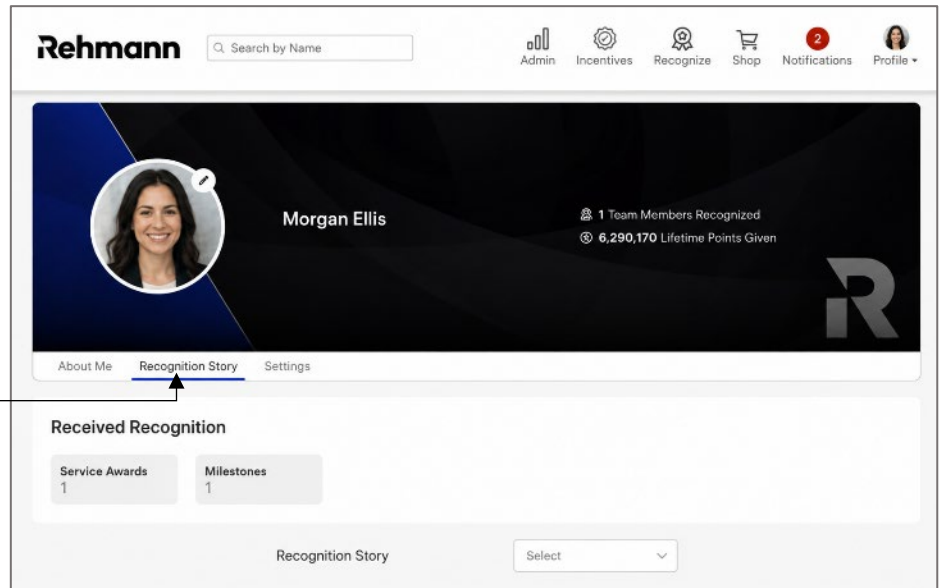 Rehmann
Search by Name
Admin
Incentives
Recognize
Shop
2
Notifications
Profile
Morgan Ellis
1 Team Members Recognized
6,290,170 Lifetime Points Given
R
About Me Recognition Story Settings
Received Recognition
Service Awards
1
Milestones
1
Recognition Story
Select